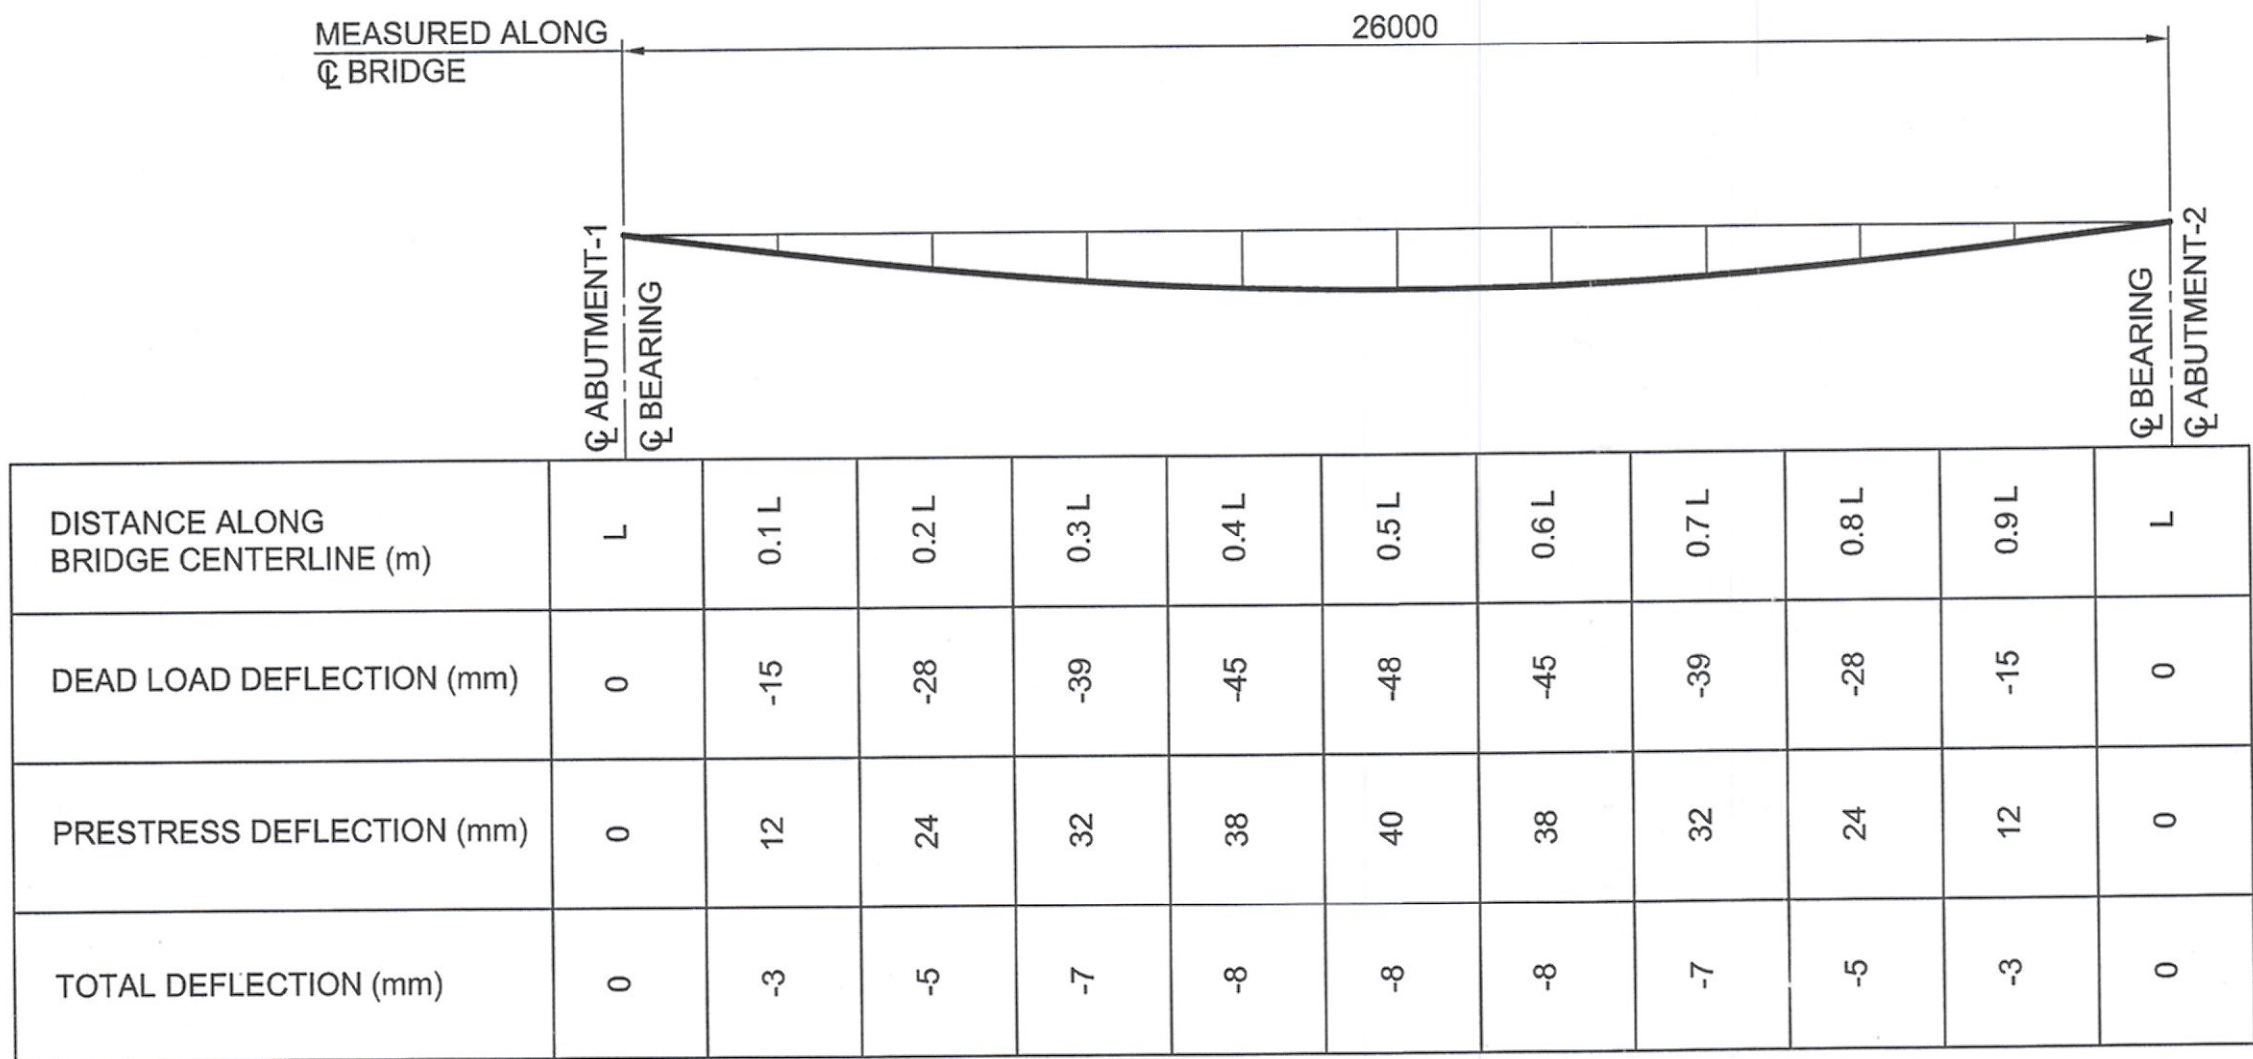 MEASURED ALONG
℄ BRIDGE
26000
℄ ABUTMENT-1
℄ BEARING
℄ BEARING
℄ ABUTMENT-2
DISTANCE ALONG
BRIDGE CENTERLINE (m)
L
0.1 L
0.2 L
0.3 L
0.4 L
0.5 L
0.6 L
0.7 L
0.8 L
0.9 L
L
DEAD LOAD DEFLECTION (mm)
0
-15
-28
-39
-45
-48
-45
-39
-28
-15
0
PRESTRESS DEFLECTION (mm)
0
12
24
32
38
40
38
32
24
12
0
TOTAL DEFLECTION (mm)
0
-3
-5
-7
-8
-8
-8
-7
-5
-3
0